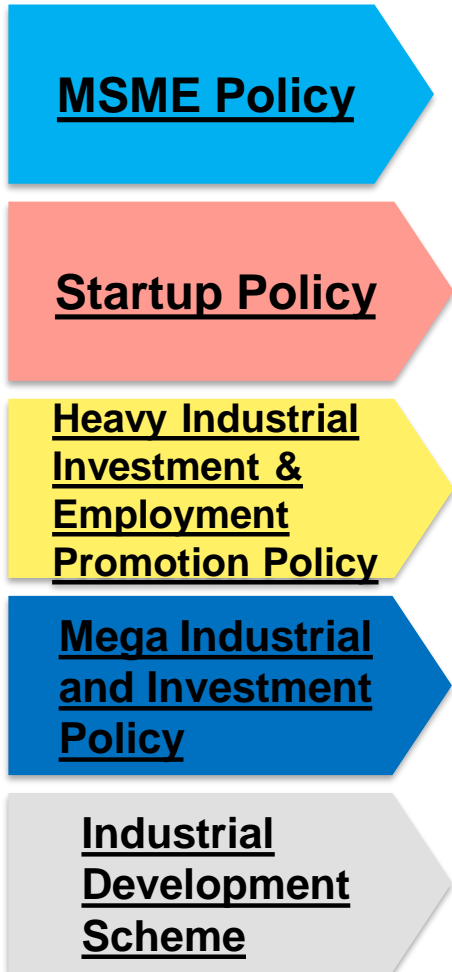 MSME Policy
Startup Policy
Heavy Industrial
Investment &
Employment
Promotion Policy
Mega Industrial
and Investment
Policy
Industrial
Development
Scheme